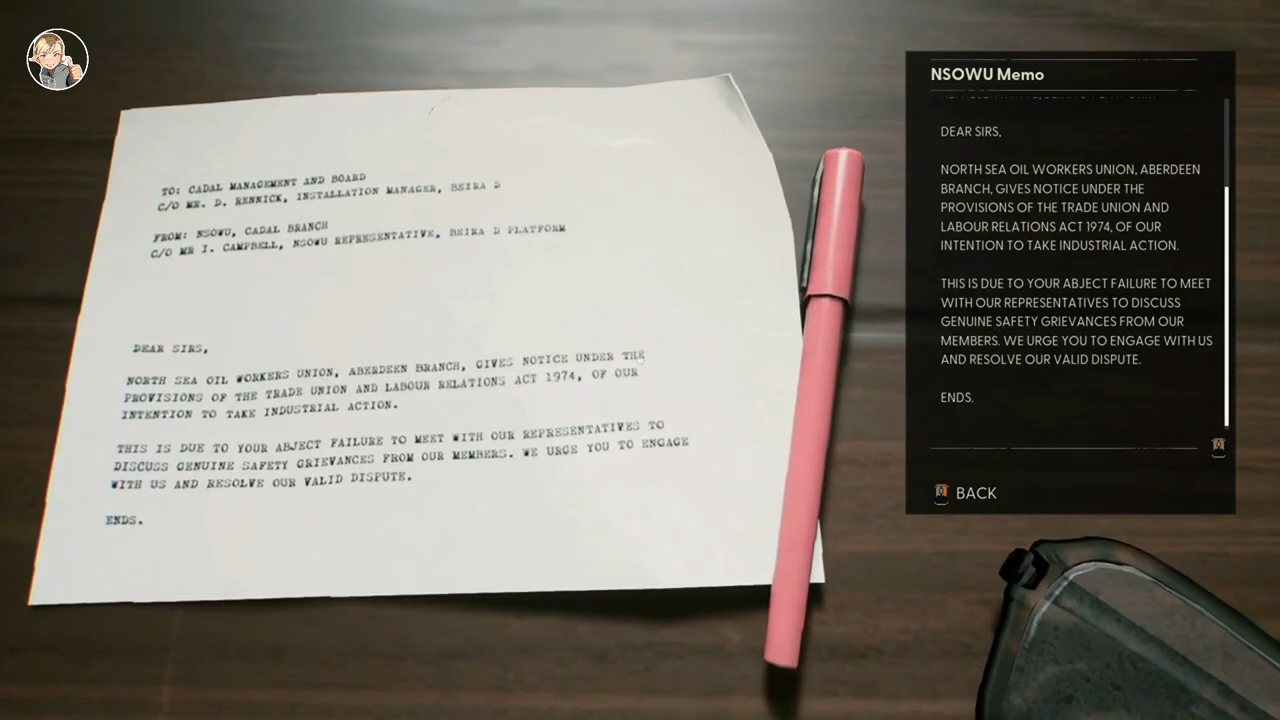 TO: CADAL MANAGEMENT AND BOARD
C/O MR. D. RENNICK, INSTALLATION MANAGER, BEIRA D
FROM: NSOWU, CADAL BRANCH
C/O MR I. CAMPBELL, NSOWU REPRESENTATIVE, BEIRA D PLATFORM
DEAR SIRS,
NORTH SEA OIL WORKERS UNION, ABERDEEN BRANCH, GIVES NOTICE UNDER THE
PROVISIONS OF THE TRADE UNION AND LABOUR RELATIONS ACT 1974, OF OUR
INTENTION TO TAKE INDUSTRIAL ACTION.
THIS IS DUE TO YOUR ABJECT FAILURE TO MEET WITH OUR REPRESENTATIVES TO
DISCUSS GENUINE SAFETY GRIEVANCES FROM OUR MEMBERS. WE URGE YOU TO ENGAGE
WITH US AND RESOLVE OUR VALID DISPUTE.
ENDS.
NSOWU Memo
DEAR SIRS,
NORTH SEA OIL WORKERS UNION, ABERDEEN
BRANCH, GIVES NOTICE UNDER THE
PROVISIONS OF THE TRADE UNION AND
LABOUR RELATIONS ACT 1974, OF OUR
INTENTION TO TAKE INDUSTRIAL ACTION.
THIS IS DUE TO YOUR ABJECT FAILURE TO MEET
WITH OUR REPRESENTATIVES TO DISCUSS
GENUINE SAFETY GRIEVANCES FROM OUR
MEMBERS. WE URGE YOU TO ENGAGE WITH US
AND RESOLVE OUR VALID DISPUTE.
ENDS.
BACK